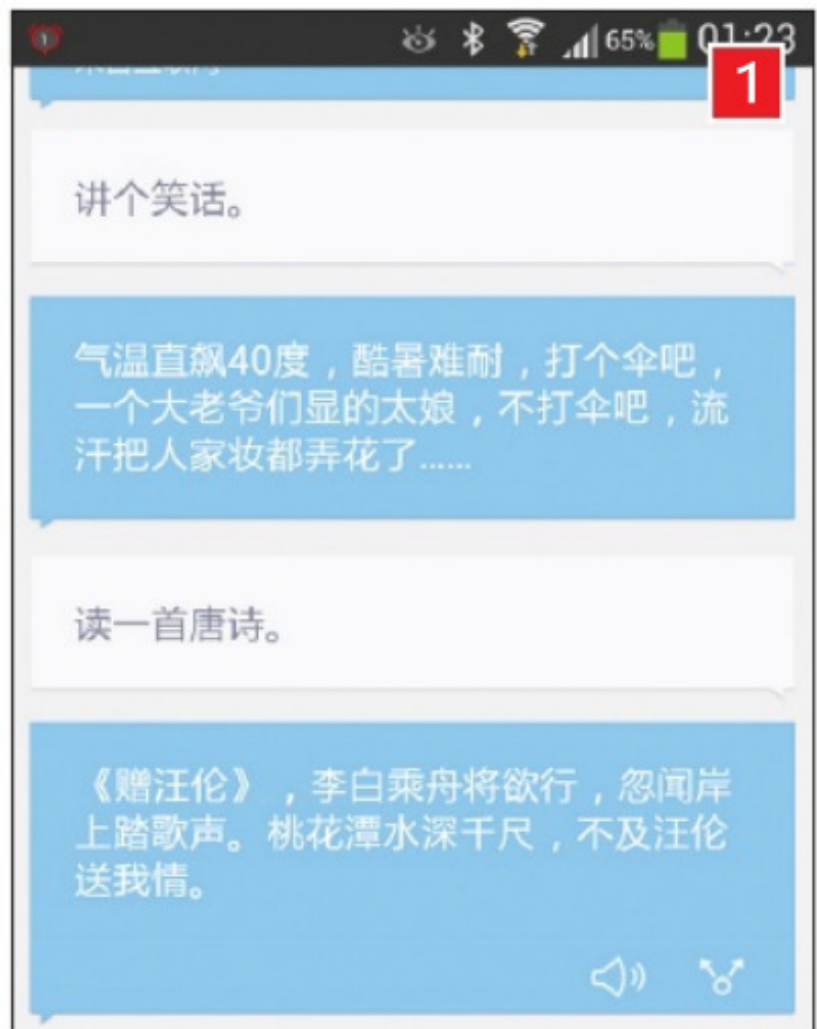 65% 01:23
1
讲个笑话。
气温直飙40度，酷暑难耐，打个伞吧，
一个大老爷们显的太娘，不打伞吧，流
汗把人家妆都弄花了……
读一首唐诗。
《赠汪伦》，李白乘舟将欲行，忽闻岸
上踏歌声。桃花潭水深千尺，不及汪伦
送我情。